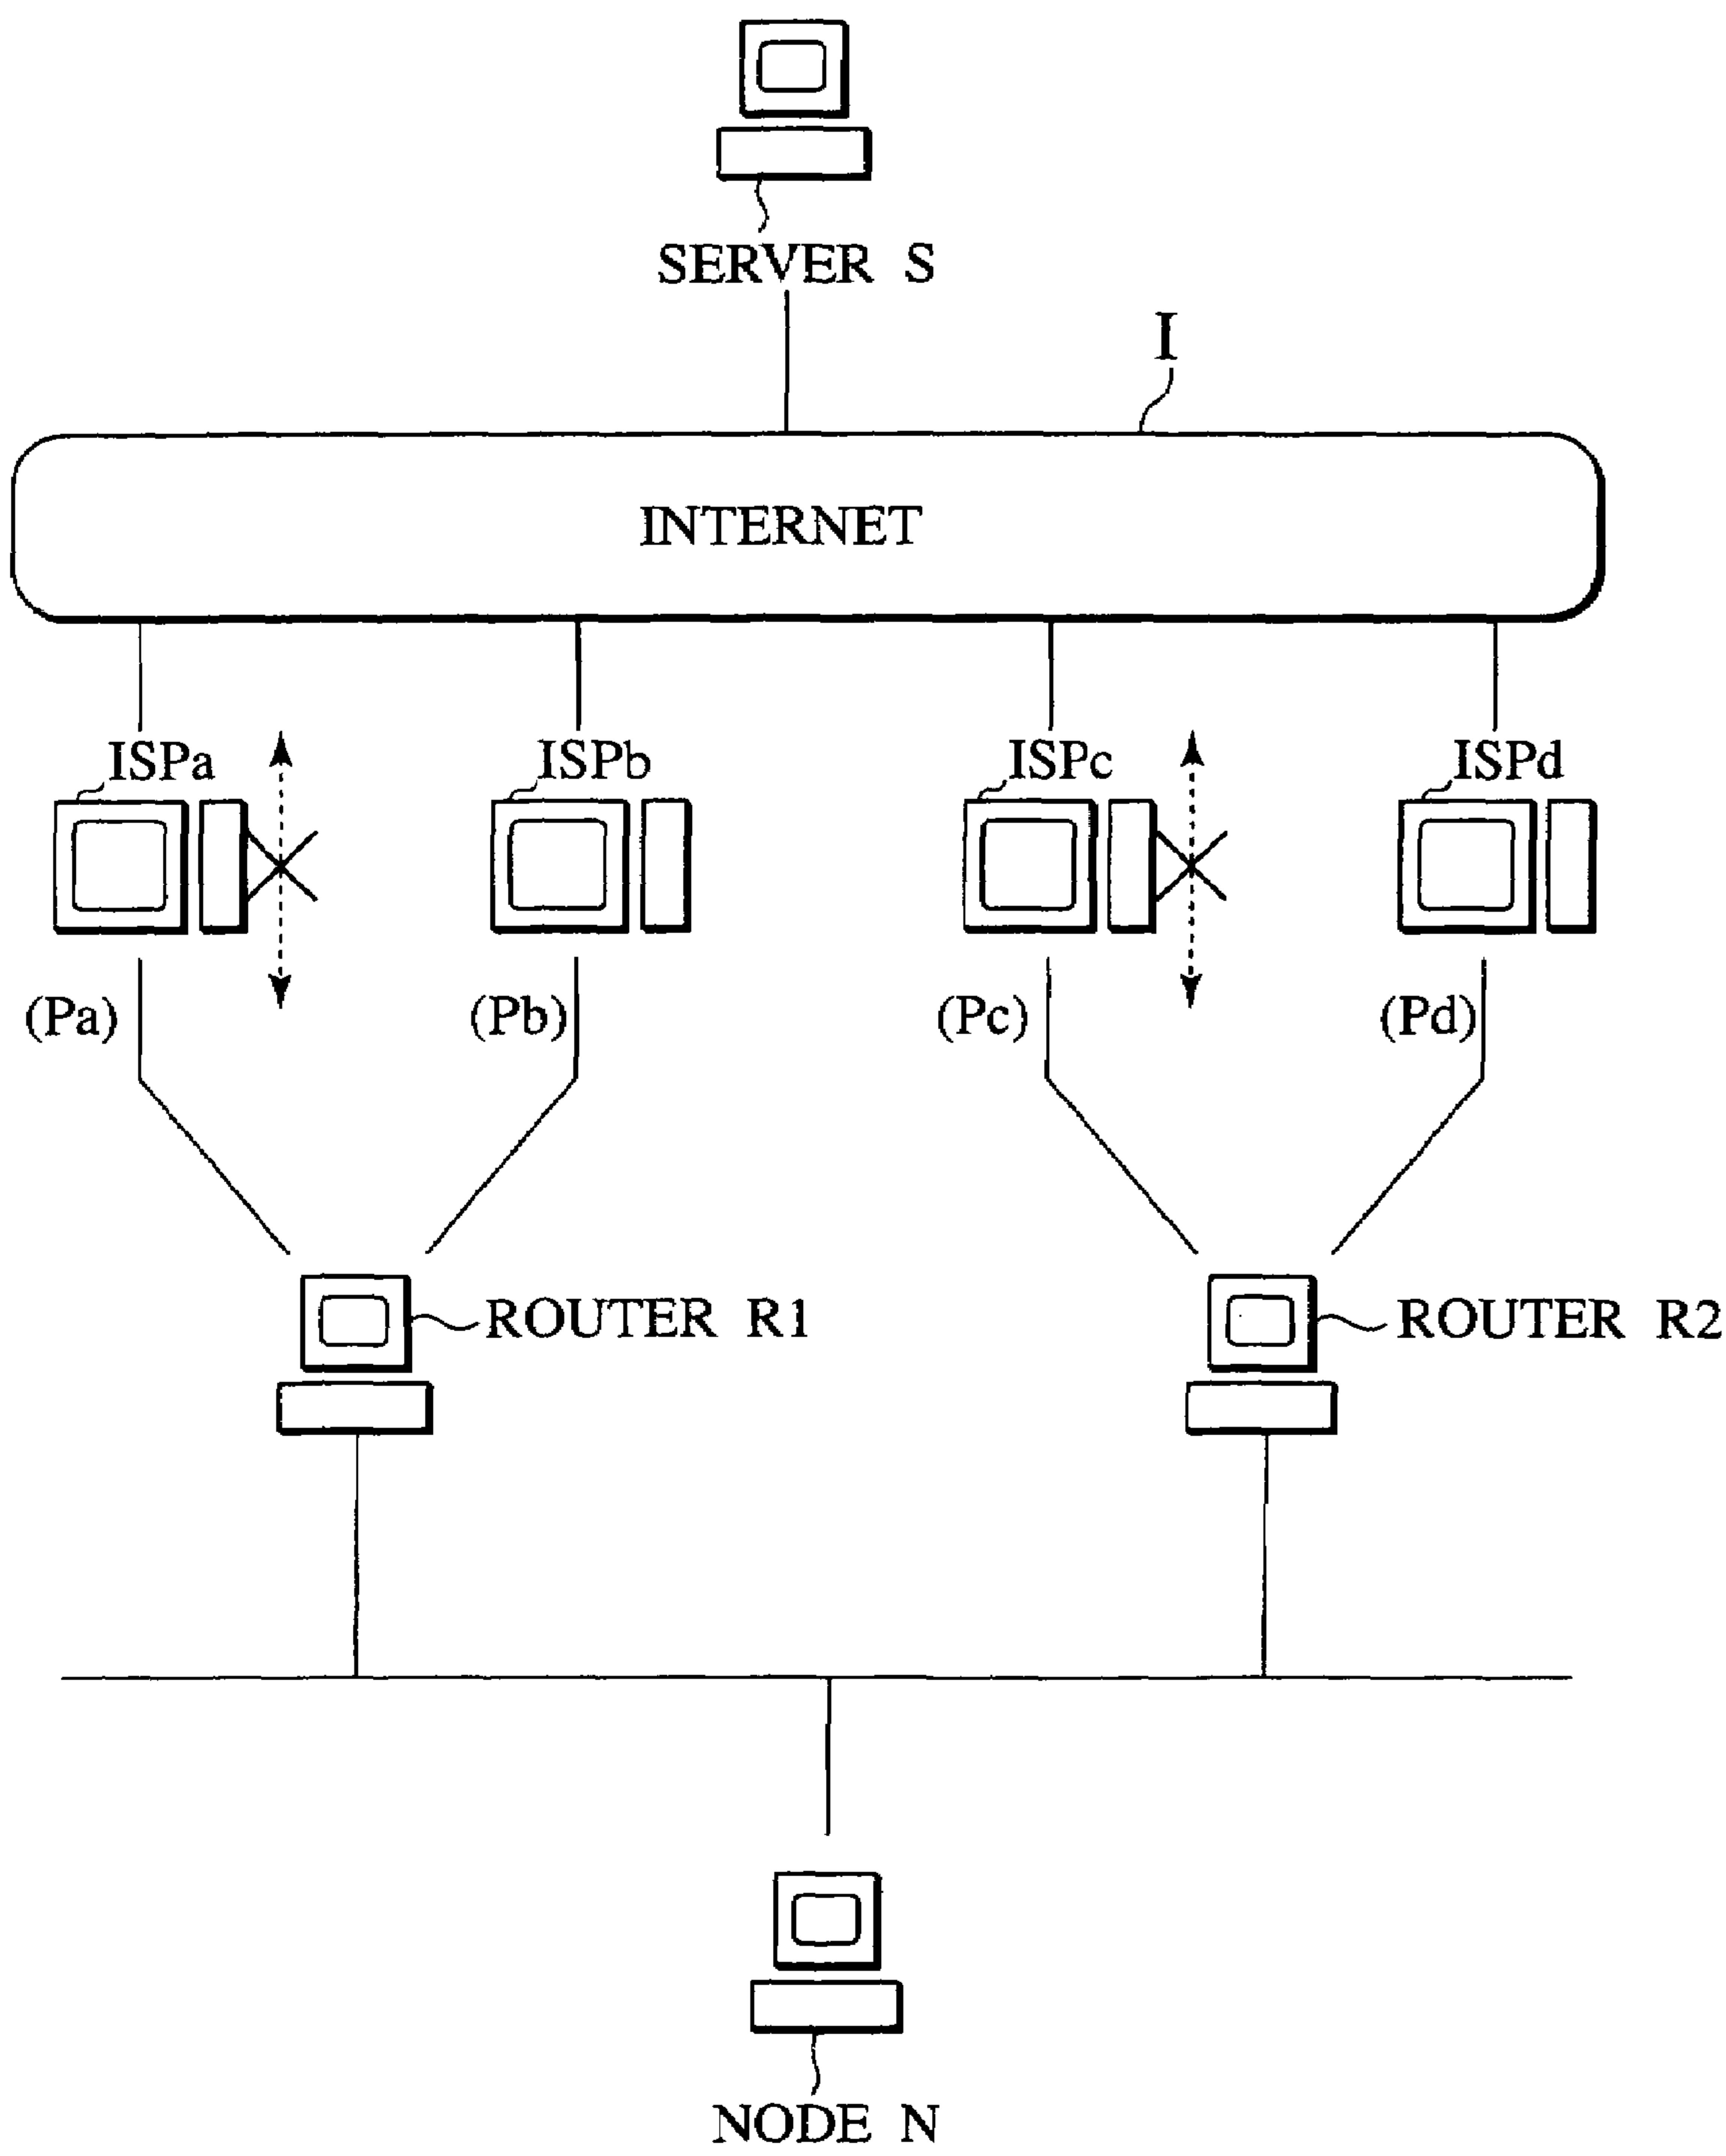 SERVER S
I
INTERNET
ISPa
ISPb
ISPc
ISPd
(Pa)
(Pb)
(Pc)
(Pd)
ROUTER R1
ROUTER R2
NODE N